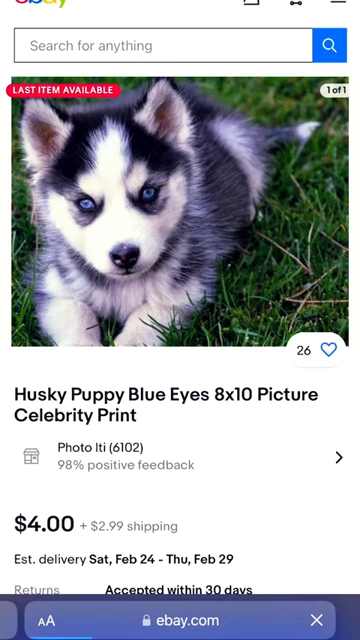 ebay
Search for anything
LAST ITEM AVAILABLE
1 of 1
26
Husky Puppy Blue Eyes 8x10 Picture
Celebrity Print
Photo Iti (6102)
98% positive feedback
$4.00 + $2.99 shipping
Est. delivery Sat, Feb 24 - Thu, Feb 29
Returns Accepted within 30 days
AA ebay.com